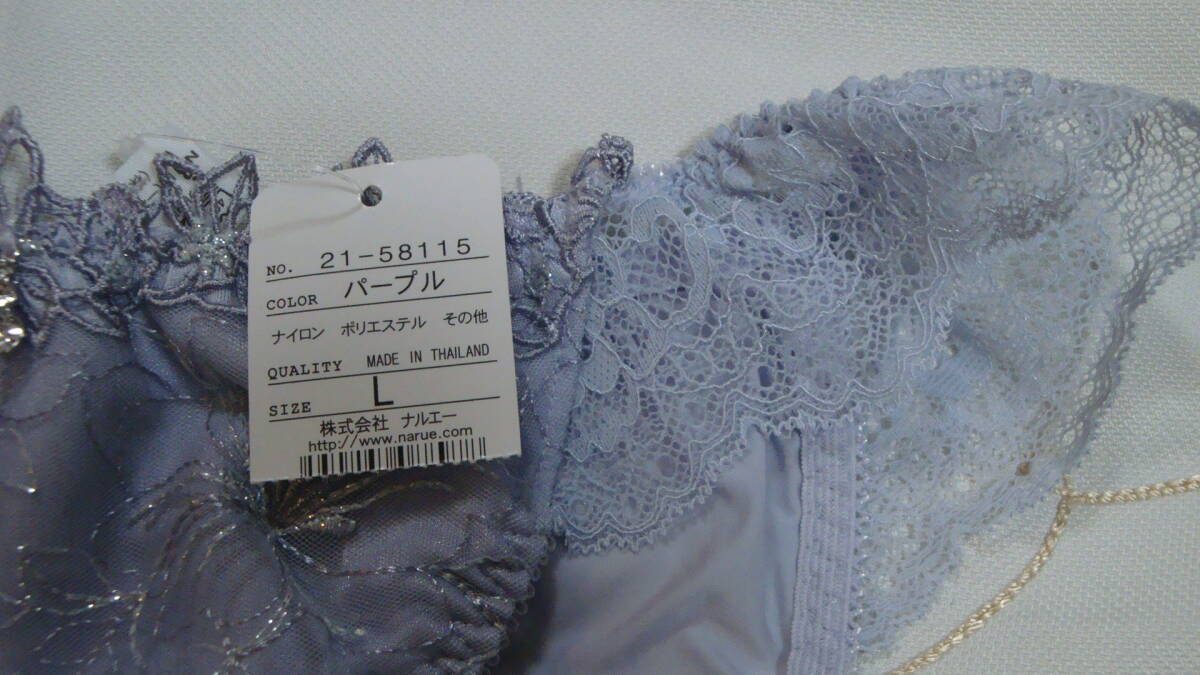 NO. 21-58115
COLOR パープル
ナイロン ポリエステル その他
QUALITY MADE IN THAILAND
SIZE L
株式会社 ナルエー
http://www.narue.com